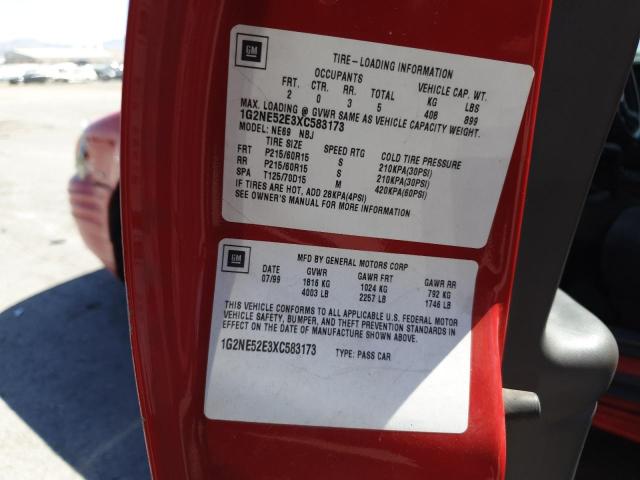 GM
TIRE-LOADING INFORMATION
OCCUPANTS VEHICLE CAP. WT.
FRT. CTR. RR. TOTAL KG LBS
2 0 3 5 408 899
MAX. LOADING @ GVWR SAME AS VEHICLE CAPACITY WEIGHT.
1G2NE52E3XC583173
MODEL: NE69 NBJ
TIRE SIZE SPEED RTG COLD TIRE PRESSURE
FRT P215/60R15 S 210KPA(30PSI)
RR P215/60R15 S 210KPA(30PSI)
SPA T125/70D15 M 420KPA(60PSI)
IF TIRES ARE HOT, ADD 28KPA(4PSI)
SEE OWNER'S MANUAL FOR MORE INFORMATION
GM
MFD BY GENERAL MOTORS CORP
DATE GVWR GAWR FRT GAWR RR
07/99 1816 KG 1024 KG 792 KG
4003 LB 2257 LB 1746 LB
THIS VEHICLE CONFORMS TO ALL APPLICABLE U.S. FEDERAL MOTOR
VEHICLE SAFETY, BUMPER, AND THEFT PREVENTION STANDARDS IN
EFFECT ON THE DATE OF MANUFACTURE SHOWN ABOVE.
1G2NE52E3XC583173 TYPE: PASS CAR